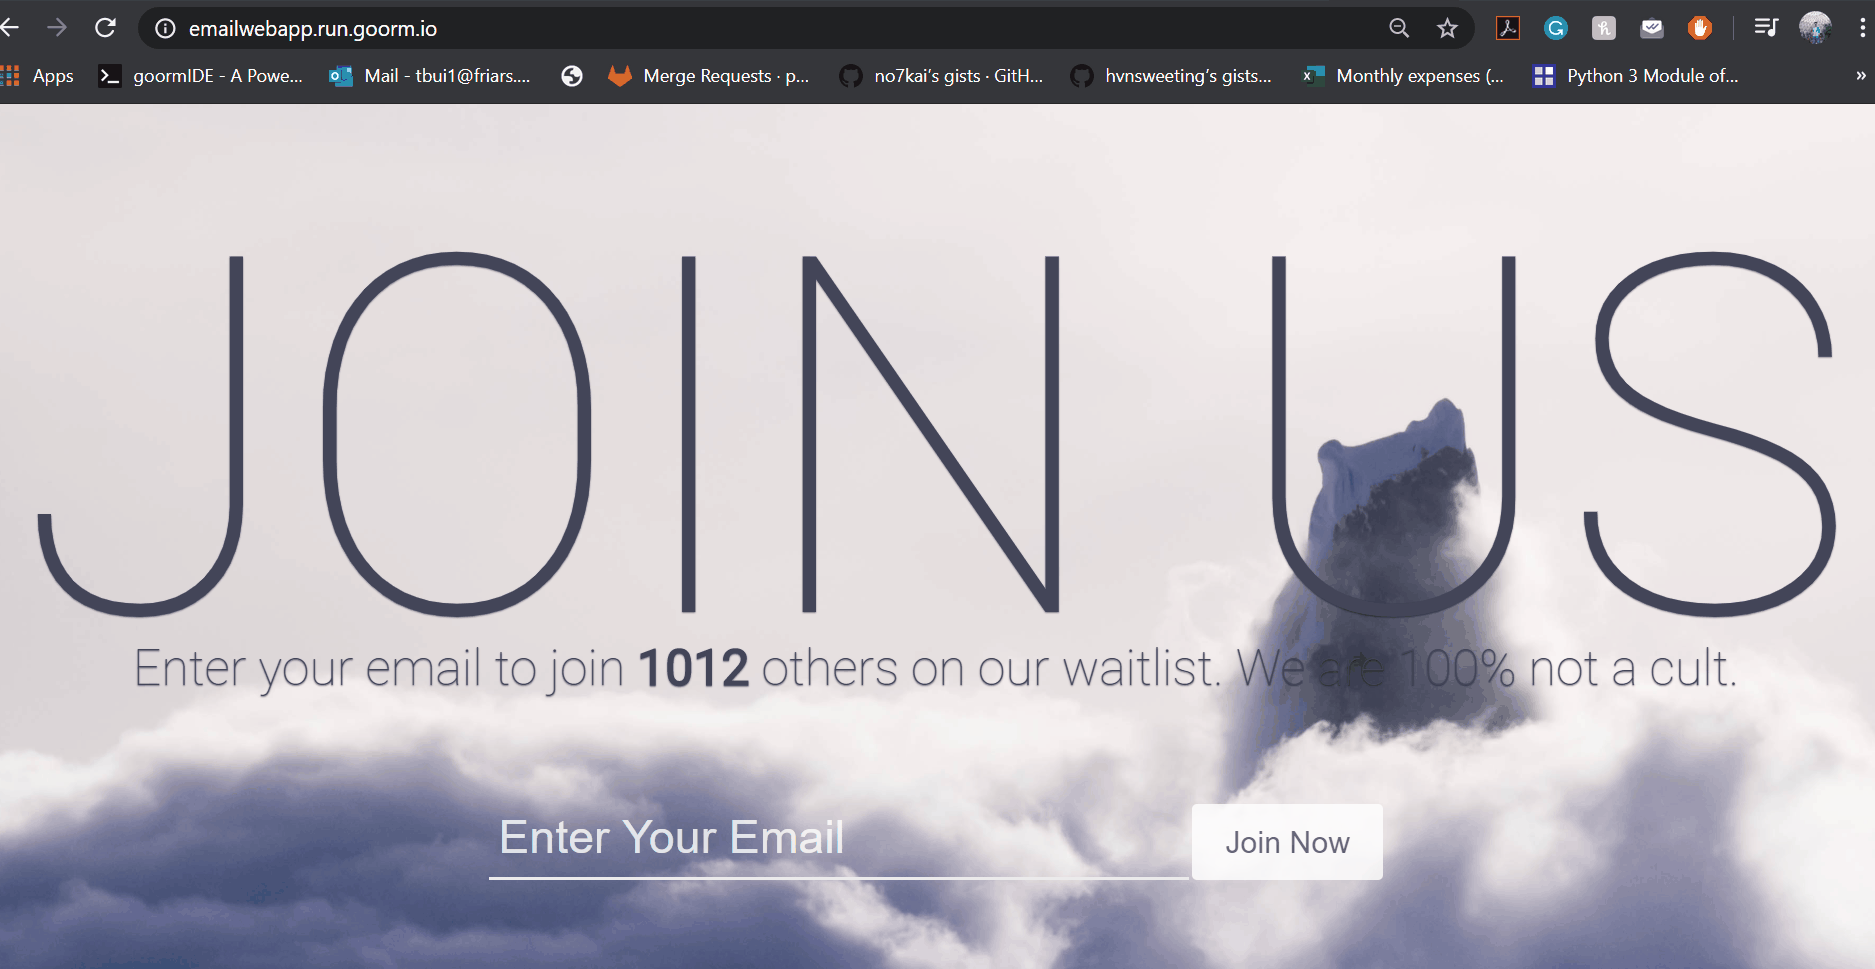 emailwebapp.run.goorm.io
Apps goormIDE - A Powe... Mail - tbui1@friars.... Merge Requests · p... no7kai's gists · GitH... hvnsweeting's gists... Monthly expenses (... Python 3 Module of... »
JOIN US
Enter your email to join 1012 others on our waitlist. We are 100% not a cult.
Enter Your Email Join Now